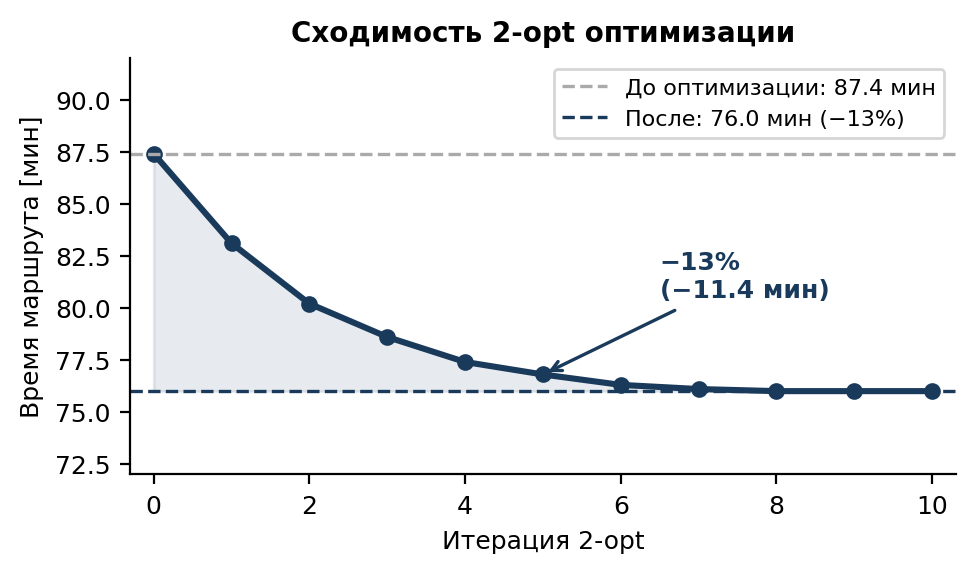 Сходимость 2-opt оптимизации
До оптимизации: 87.4 мин
После: 76.0 мин (−13%)
Время маршрута [мин]
90.0
87.5
85.0
82.5
80.0
77.5
75.0
72.5
−13%
(−11.4 мин)
0 2 4 6 8 10
Итерация 2-opt